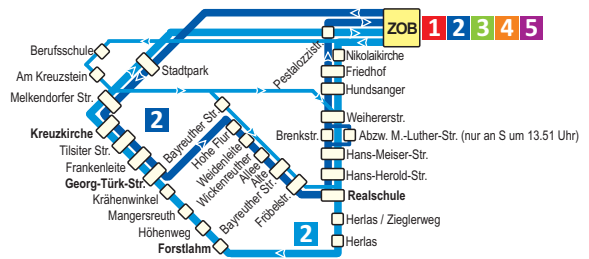 ZOB 1 2 3 4 5
Berufsschule
Am Kreuzstein
Stadtpark
Melkendorfer Str.
Pestalozzistr.
Nikolaikirche
Friedhof
Hundsanger
Weihererstr.
2
Kreuzkirche
Tilsiter Str.
Frankenleite
Georg-Türk-Str.
Krähenwinkel
Mangersreuth
Höhenweg
Forstlahm
Bayreuther Str.
Hohe Flur
Weidenleite
Wickenreuther
Allee
Alte
Bayreuther Str.
Fröbelstr.
Brenkstr.
Abzw. M.-Luther-Str. (nur an S um 13.51 Uhr)
Hans-Meiser-Str.
Hans-Herold-Str.
Realschule
Herlas / Zieglerweg
2
Herlas